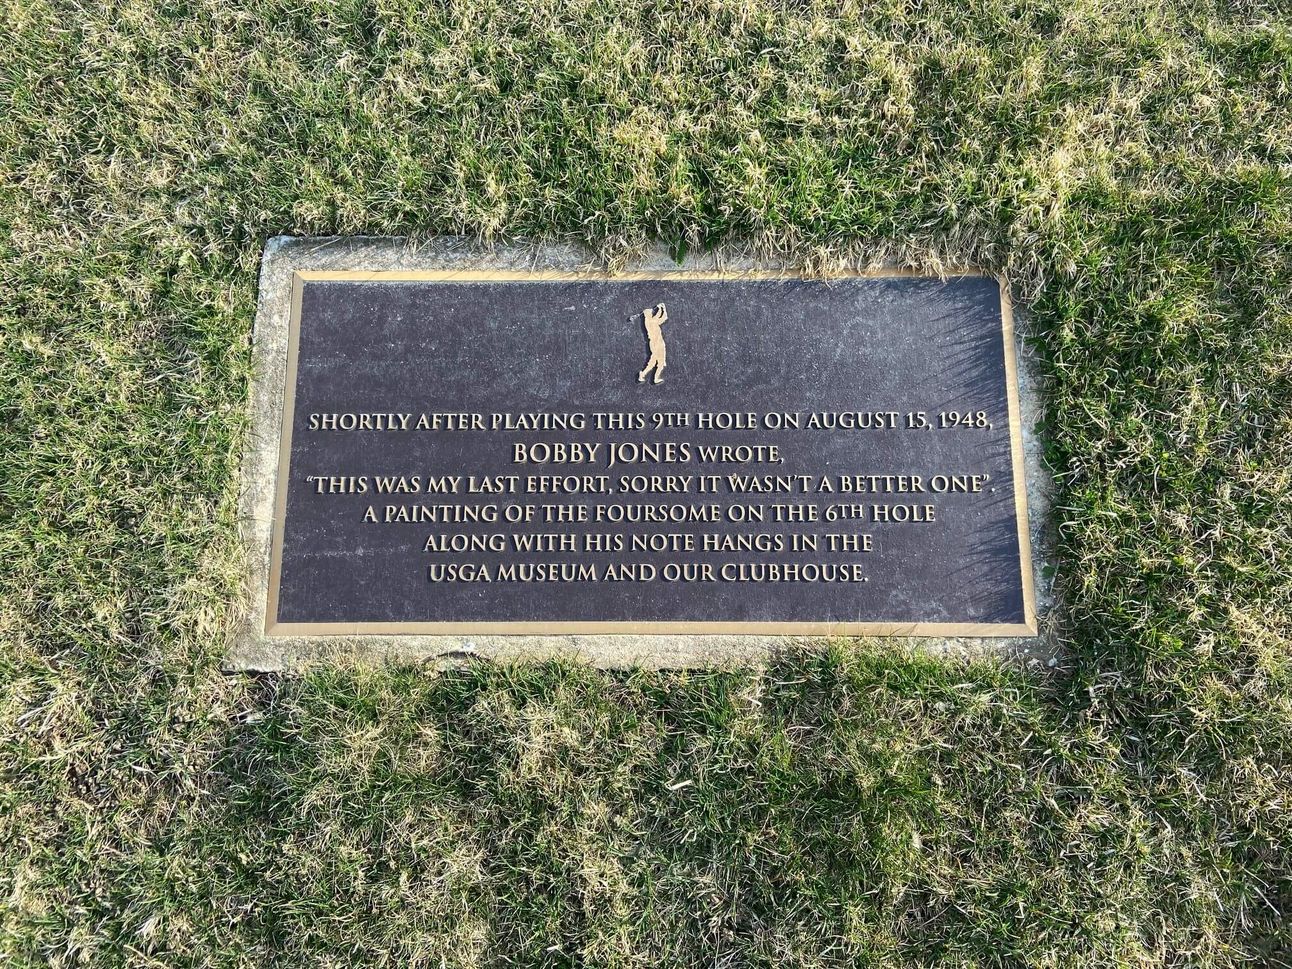 SHORTLY AFTER PLAYING THIS 9TH HOLE ON AUGUST 15, 1948,
BOBBY JONES WROTE,
“THIS WAS MY LAST EFFORT, SORRY IT WASN'T A BETTER ONE”.
A PAINTING OF THE FOURSOME ON THE 6TH HOLE
ALONG WITH HIS NOTE HANGS IN THE
USGA MUSEUM AND OUR CLUBHOUSE.